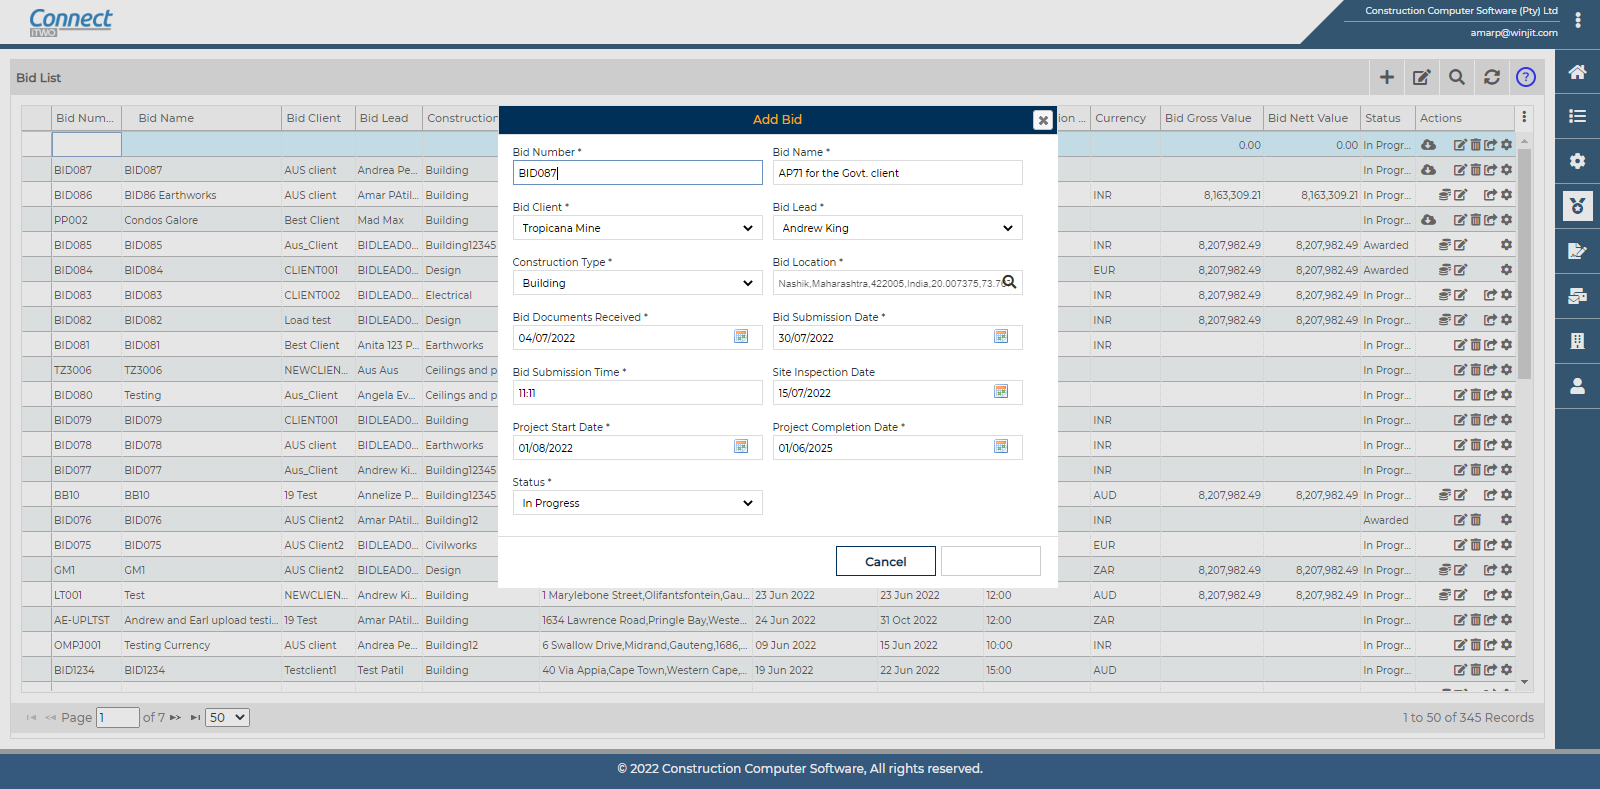 Connect
iTWO
Construction Computer Software (Pty) Ltd
amarp@winjit.com
Bid List
Bid Num... Bid Name Bid Client Bid Lead Construction ion ... Currency Bid Gross Value Bid Nett Value Status Actions
0.00 0.00 In Progr...
BID087 BID087 AUS client Andrea Pe... Building In Progr...
BID086 BID86 Earthworks AUS client Amar PAtil... Building INR 8,163,309.21 8,163,309.21 In Progr...
PP002 Condos Galore Best Client Mad Max Building In Progr...
BID085 BID085 Aus_Client BIDLEAD0... Building12345 INR 8,207,982.49 8,207,982.49 Awarded
BID084 BID084 CLIENT001 BIDLEAD0... Design EUR 8,207,982.49 8,207,982.49 Awarded
BID083 BID083 CLIENT002 BIDLEAD0... Electrical INR 8,207,982.49 8,207,982.49 In Progr...
BID082 BID082 Load test BIDLEAD0... Design INR 8,207,982.49 8,207,982.49 In Progr...
BID081 BID081 Best Client Anita 123 P... Earthworks INR In Progr...
TZ3006 TZ3006 NEWCLIEN... Aus Aus Ceilings and p In Progr...
BID080 Testing Aus_Client Angela Ev... Ceilings and p In Progr...
BID079 BID079 CLIENT001 BIDLEAD0... Building INR In Progr...
BID078 BID078 AUS client BIDLEAD0... Earthworks INR In Progr...
BID077 BID077 Aus_Client Andrew Ki... Building12345 INR In Progr...
BB10 BB10 19 Test Annelize P... Building12345 AUD 8,207,982.49 8,207,982.49 In Progr...
BID076 BID076 AUS Client2 Amar PAtil... Building12 INR Awarded
BID075 BID075 AUS Client2 BIDLEAD0... Civilworks EUR In Progr...
GM1 GM1 AUS Client2 BIDLEAD0... Design ZAR 8,207,982.49 8,207,982.49 In Progr...
LT001 Test NEWCLIEN... Andrew Ki... Building 1 Marylebone Street,Olifantsfontein,Gau... 23 Jun 2022 23 Jun 2022 12:00 AUD 8,207,982.49 8,207,982.49 In Progr...
AE-UPLTST Andrew and Earl upload testi... 19 Test Amar PAtil... Building 1634 Lawrence Road,Pringle Bay,Weste... 24 Jun 2022 31 Oct 2022 12:00 ZAR In Progr...
OMPJ001 Testing Currency AUS client Andrea Pe... Building12 6 Swallow Drive,Midrand,Gauteng,1686,... 09 Jun 2022 15 Jun 2022 10:00 INR In Progr...
BID1234 BID1234 Testclient1 Test Patil Building 40 Via Appia,Cape Town,Western Cape,... 19 Jun 2022 22 Jun 2022 15:00 AUD In Progr...
Add Bid
Bid Number * Bid Name *
BID087 AP71 for the Govt. client
Bid Client * Bid Lead *
Tropicana Mine Andrew King
Construction Type * Bid Location *
Building Nashik,Maharashtra,422005,India,20.007375,73.76
Bid Documents Received * Bid Submission Date *
04/07/2022 30/07/2022
Bid Submission Time * Site Inspection Date
11:11 15/07/2022
Project Start Date * Project Completion Date *
01/08/2022 01/06/2025
Status *
In Progress
Cancel
Page 1 of 7 50 1 to 50 of 345 Records
© 2022 Construction Computer Software, All rights reserved.